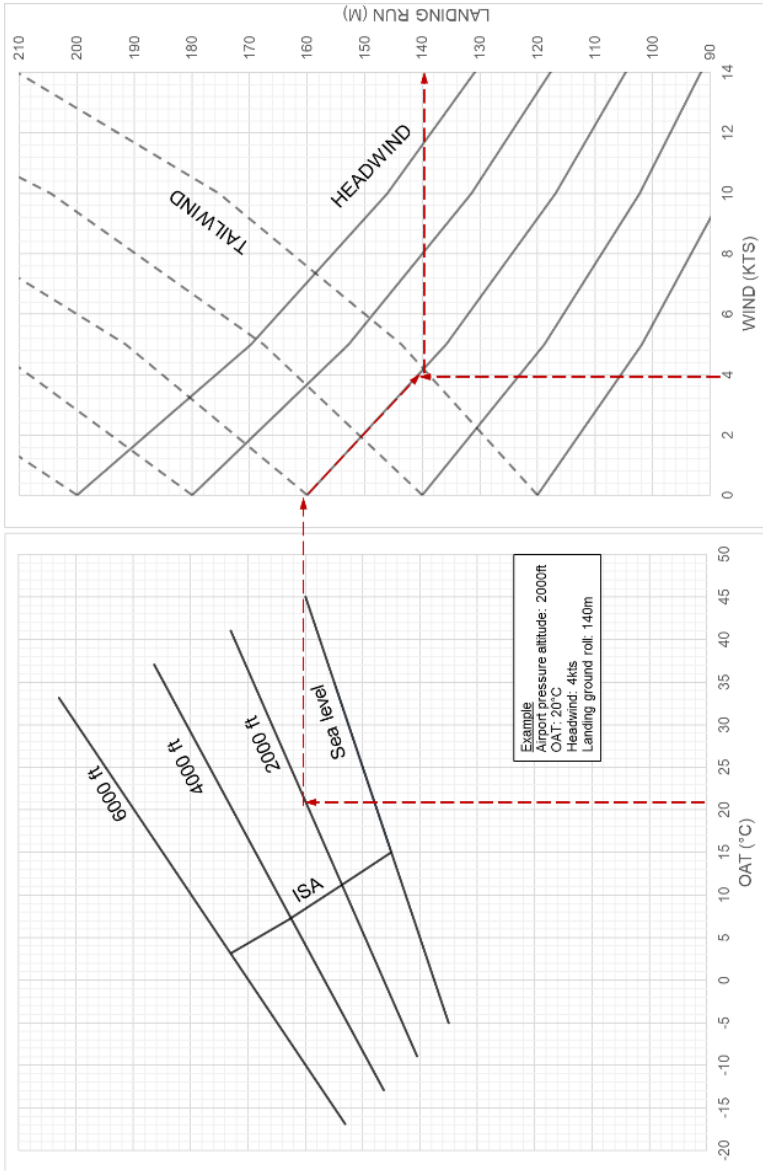 6000 ft
4000 ft
2000 ft
Sea level
ISA
Example
Airport pressure altitude: 2000ft
OAT: 20°C
Headwind: 4kts
Landing ground roll: 140m
-20 -15 -10 -5 0 5 10 15 20 25 30 35 40 45 50
OAT (°C)
TAILWIND
HEADWIND
0 2 4 6 8 10 12 14
WIND (KTS)
210
200
190
180
170
160
150
140
130
120
110
100
90
LANDING RUN (M)